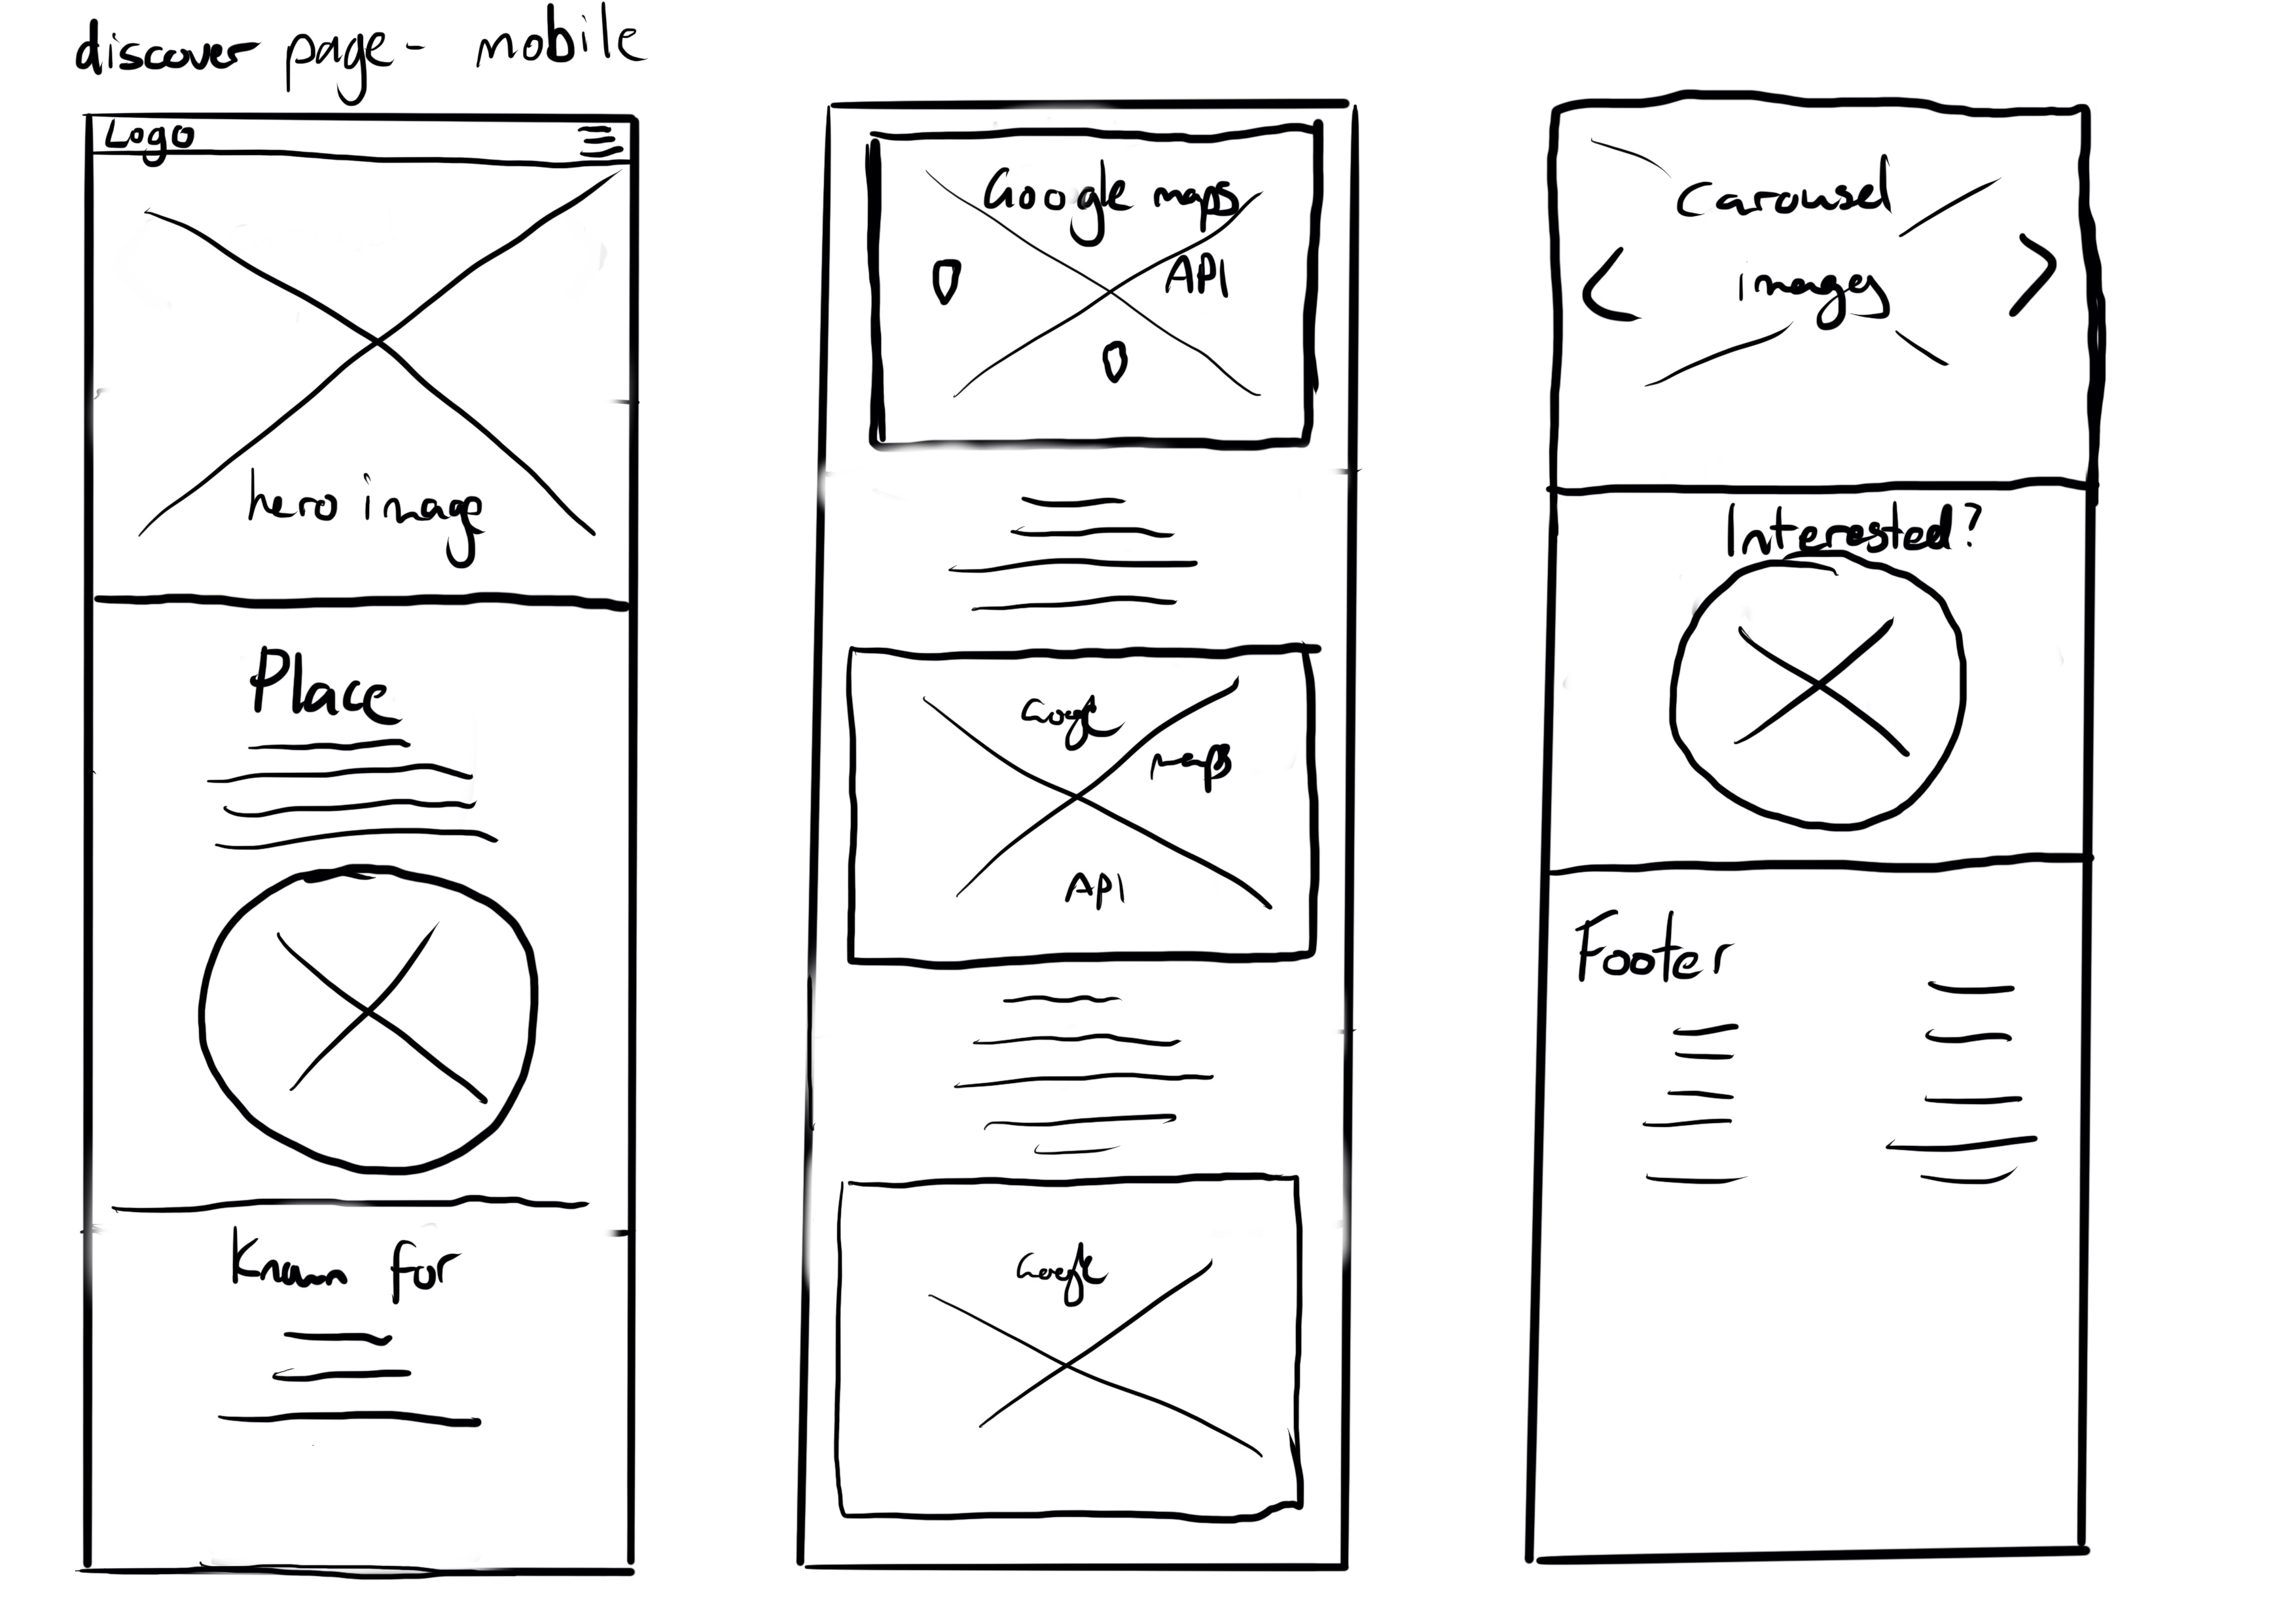 discover page - mobile
Logo
hero image
Place
Known for
Google maps
API
Google
maps
API
Google
Carousel
images
Interested?
Footer